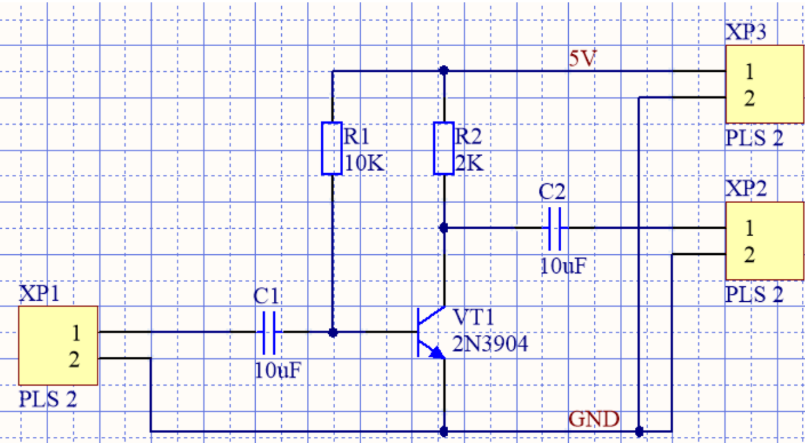 XP3
5V
1
2
R1
10K
R2
2K
PLS 2
XP2
C2
1
2
10uF
PLS 2
XP1
C1
VT1
1
2N3904
2
10uF
PLS 2
GND